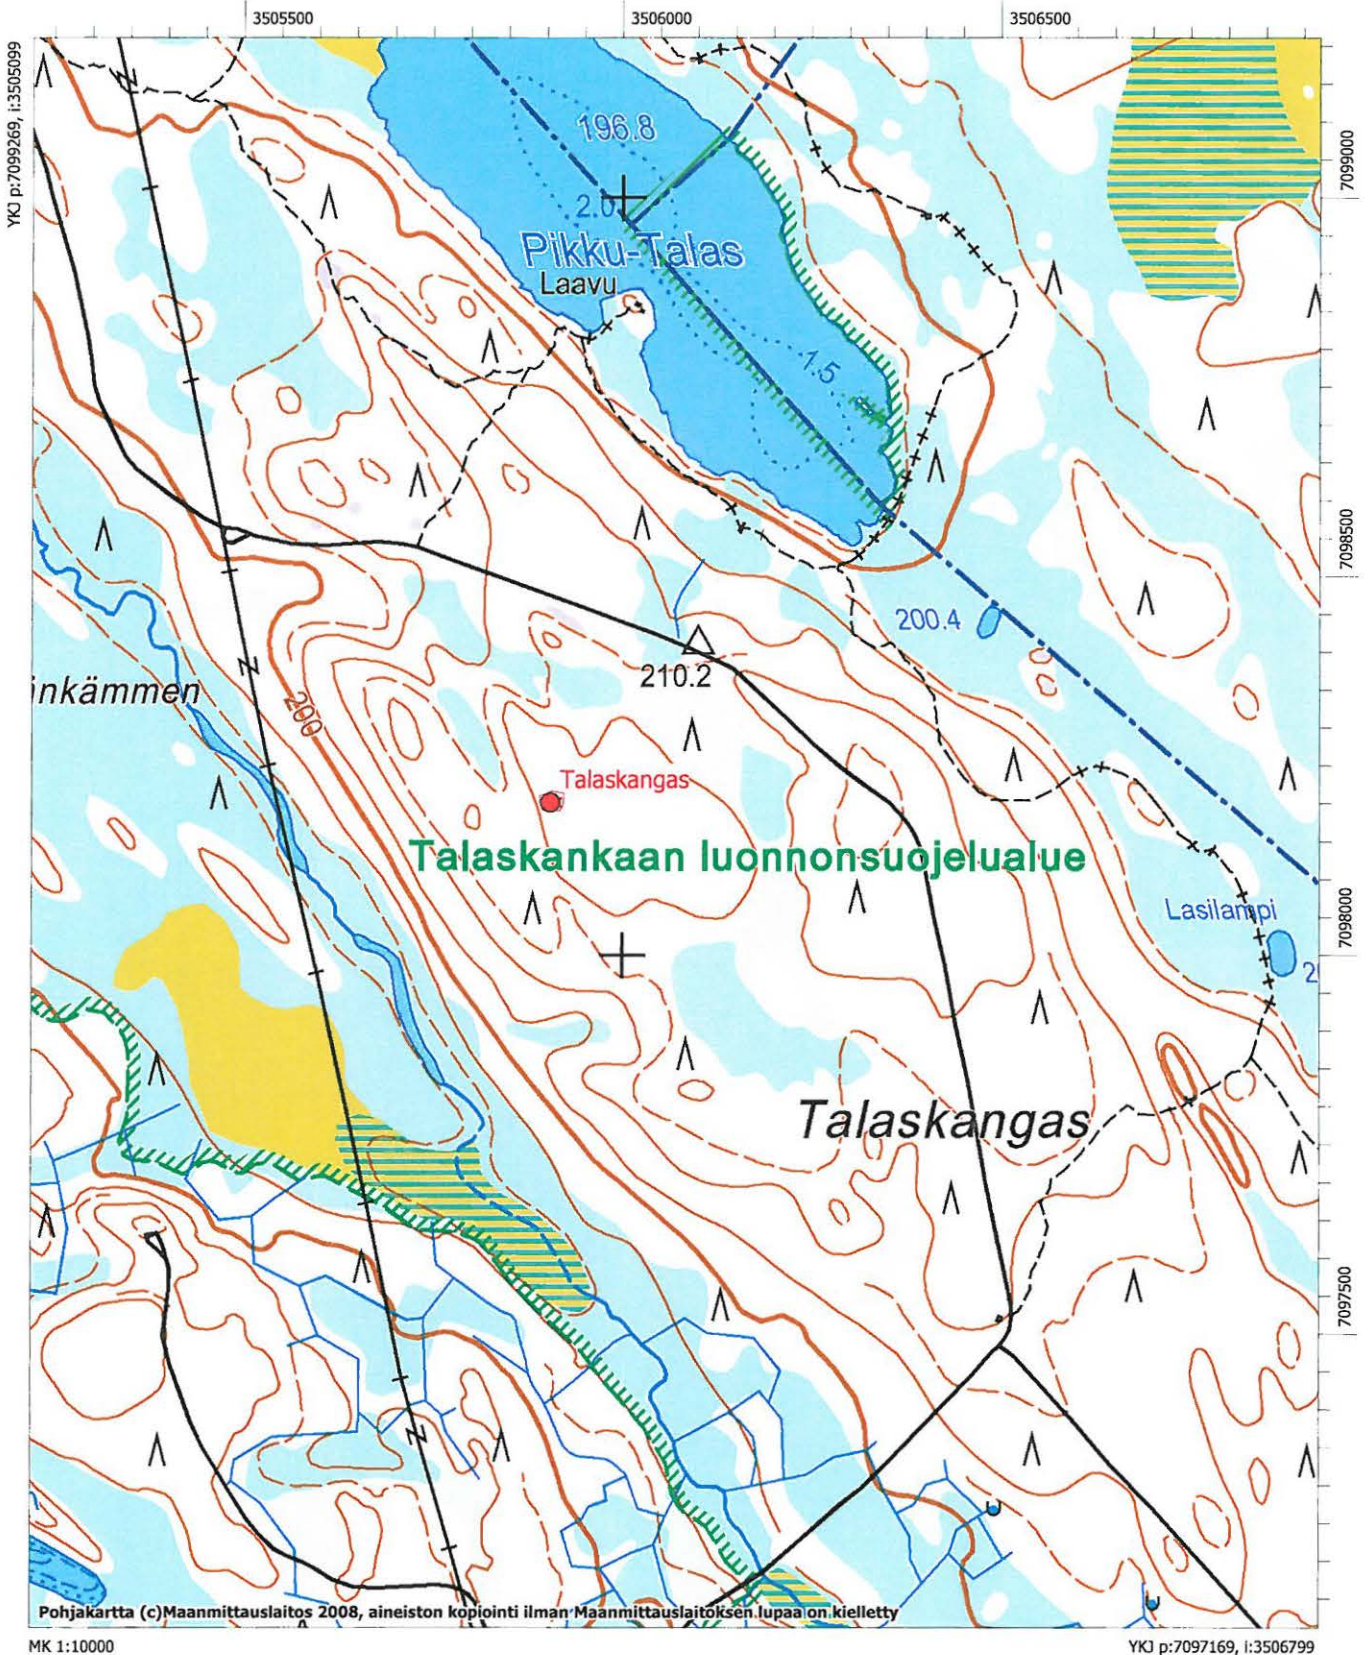 3505500
3506000
3506500
YKJ p:7099269, i:3505099
7099000
196.8
2.0
Pikku-Talas
Laavu
1.5
7098500
200.4
210.2
inkämmen
200
Talaskangas
Talaskankaan luonnonsuojelualue
Lasilampi
7098000
2
Talaskangas
7097500
Pohjakartta (c)Maanmittauslaitos 2008, aineiston kopiointi ilman Maanmittauslaitoksen lupaa on kielletty
MK 1:10000
YKJ p:7097169, i:3506799